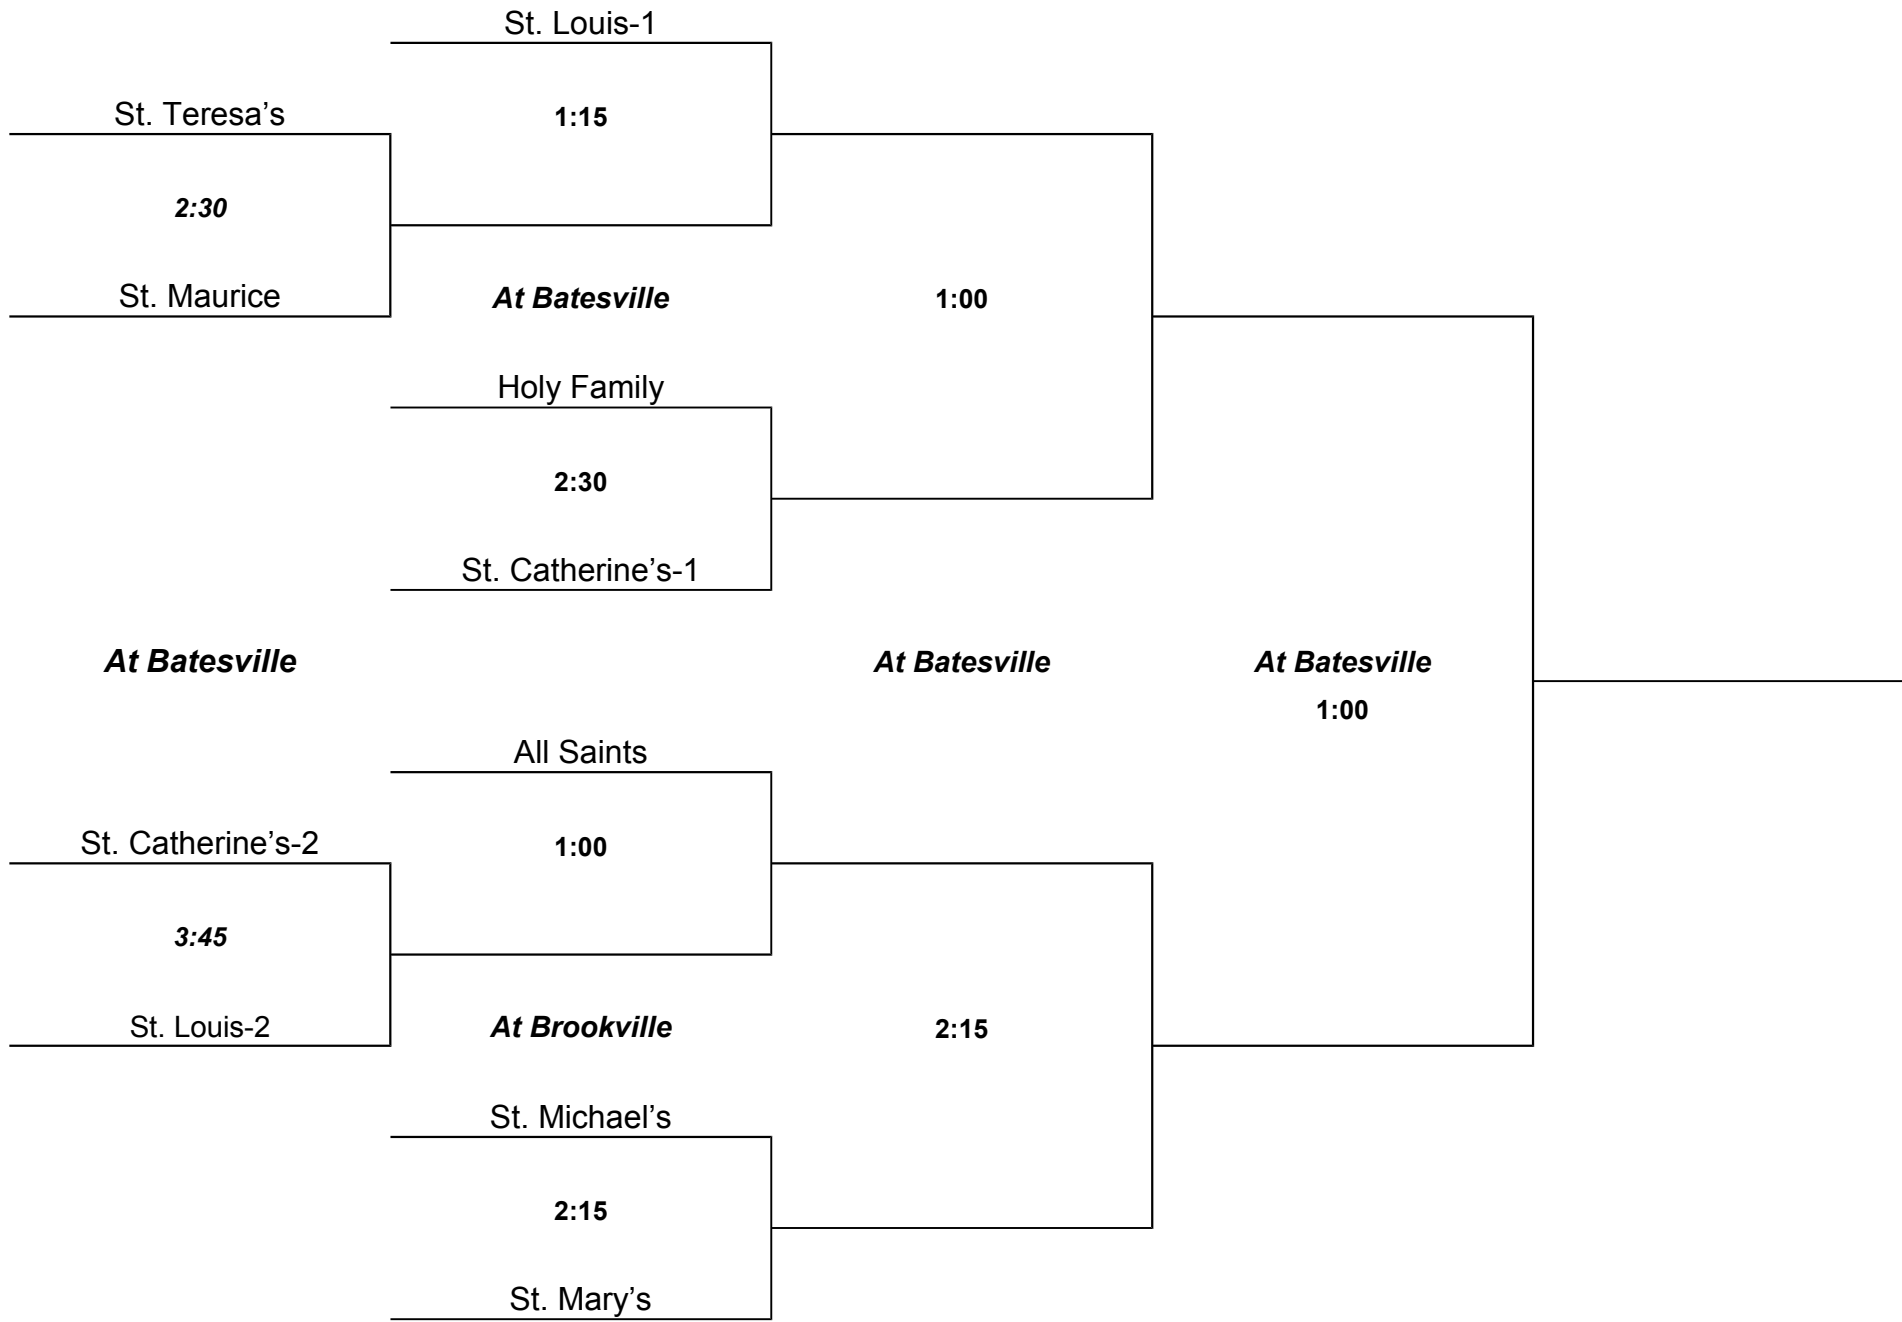 St. Louis-1
St. Teresa’s
1:15
2:30
St. Maurice
At Batesville
1:00
Holy Family
2:30
St. Catherine’s-1
At Batesville
At Batesville
At Batesville
1:00
All Saints
St. Catherine’s-2
1:00
3:45
St. Louis-2
At Brookville
2:15
St. Michael’s
2:15
St. Mary’s